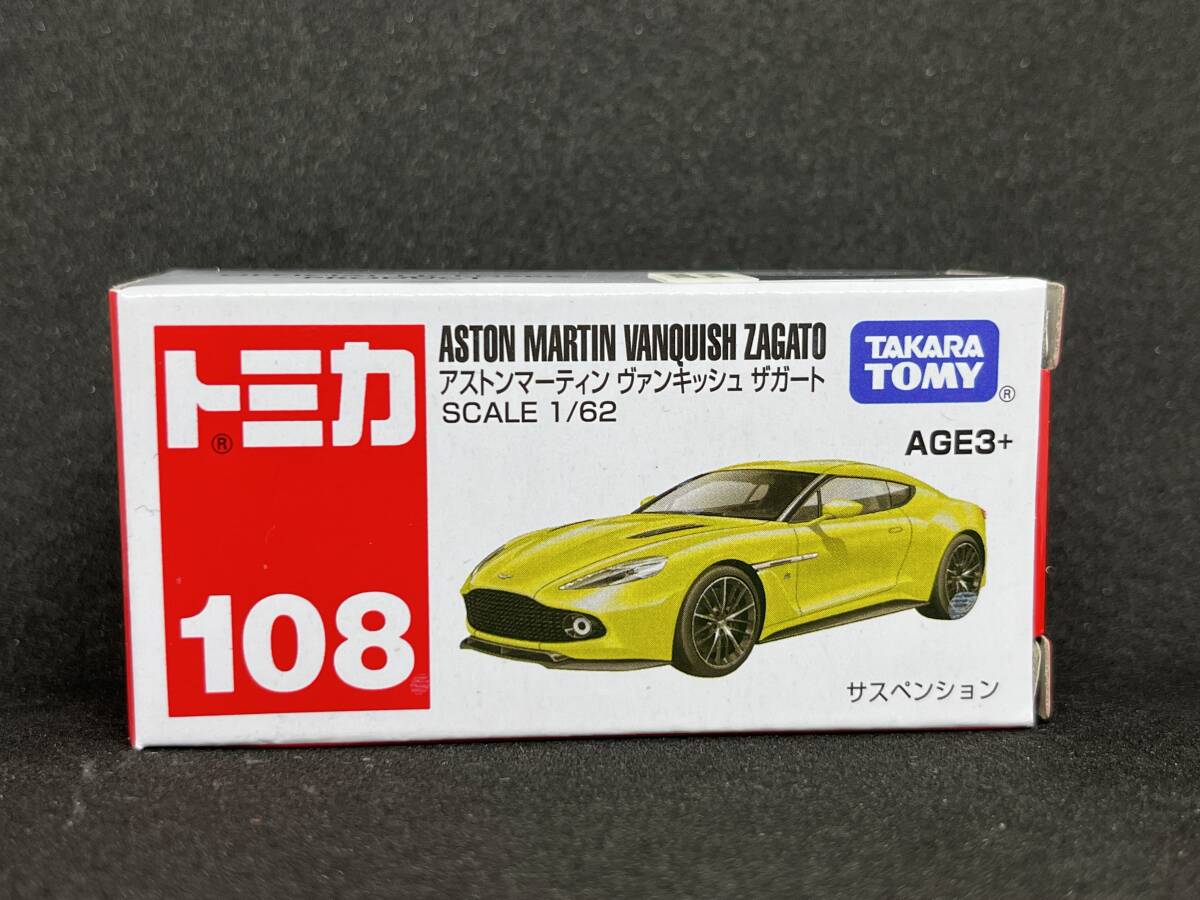 トミカ
®
108
ASTON MARTIN VANQUISH ZAGATO
アストンマーティン ヴァンキッシュ ザガート
SCALE 1/62
TAKARA
TOMY
®
AGE3+
サスペンション